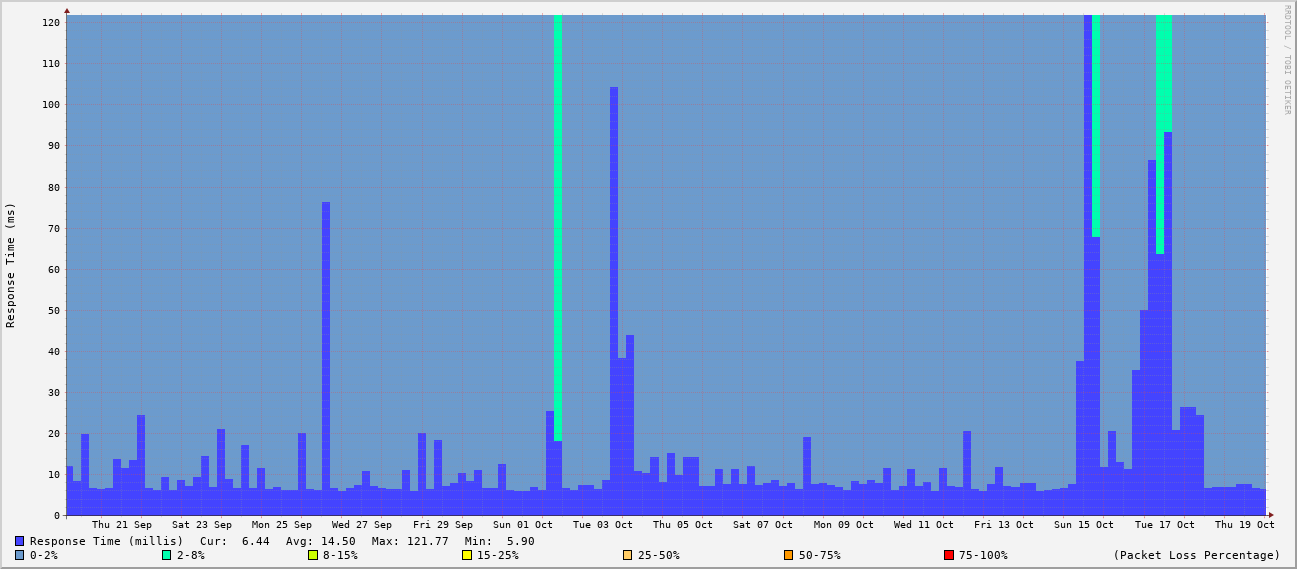 RRDTOOL / TOBI OETIKER
Response Time (ms)
120
110
100
90
80
70
60
50
40
30
20
10
0
Thu 21 Sep Sat 23 Sep Mon 25 Sep Wed 27 Sep Fri 29 Sep Sun 01 Oct Tue 03 Oct Thu 05 Oct Sat 07 Oct Mon 09 Oct Wed 11 Oct Fri 13 Oct Sun 15 Oct Tue 17 Oct Thu 19 Oct
Response Time (millis) Cur: 6.44 Avg: 14.50 Max: 121.77 Min: 5.90
0-2% 2-8% 8-15% 15-25% 25-50% 50-75% 75-100% (Packet Loss Percentage)